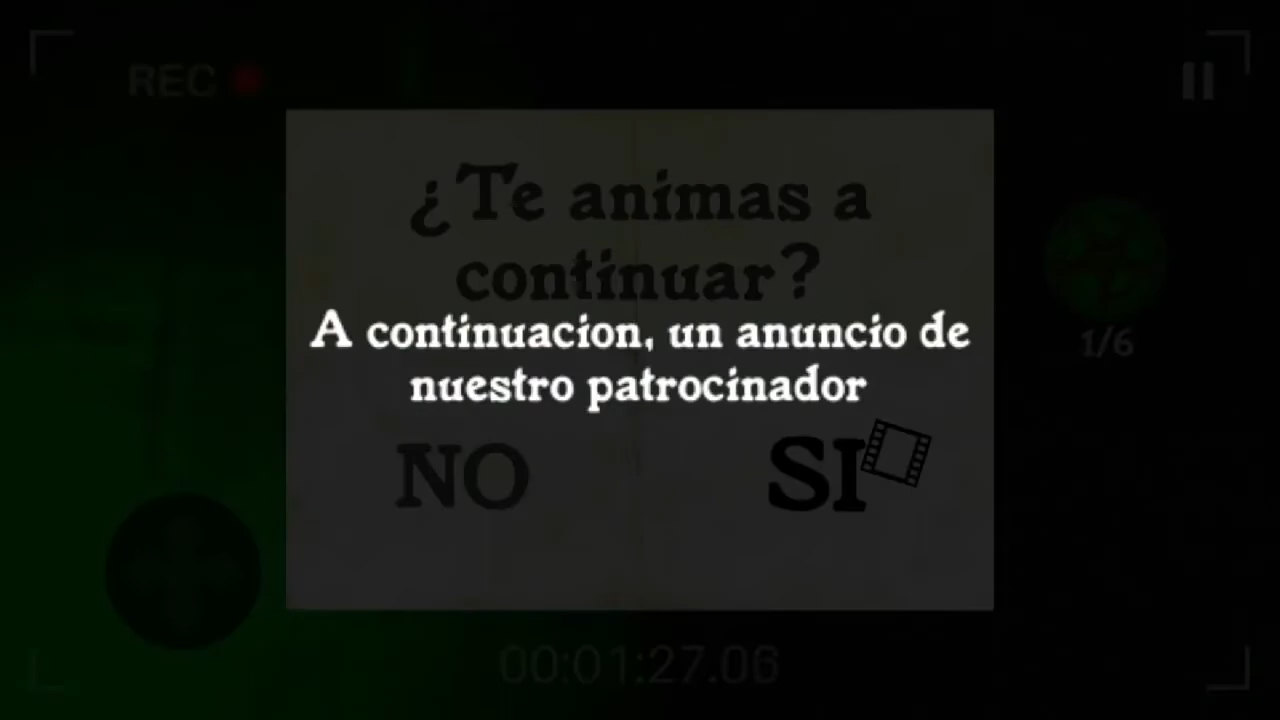 REC
¿Te animas a
continuar?
A continuacion, un anuncio de
nuestro patrocinador
1/6
NO
SI
00:01:27.06